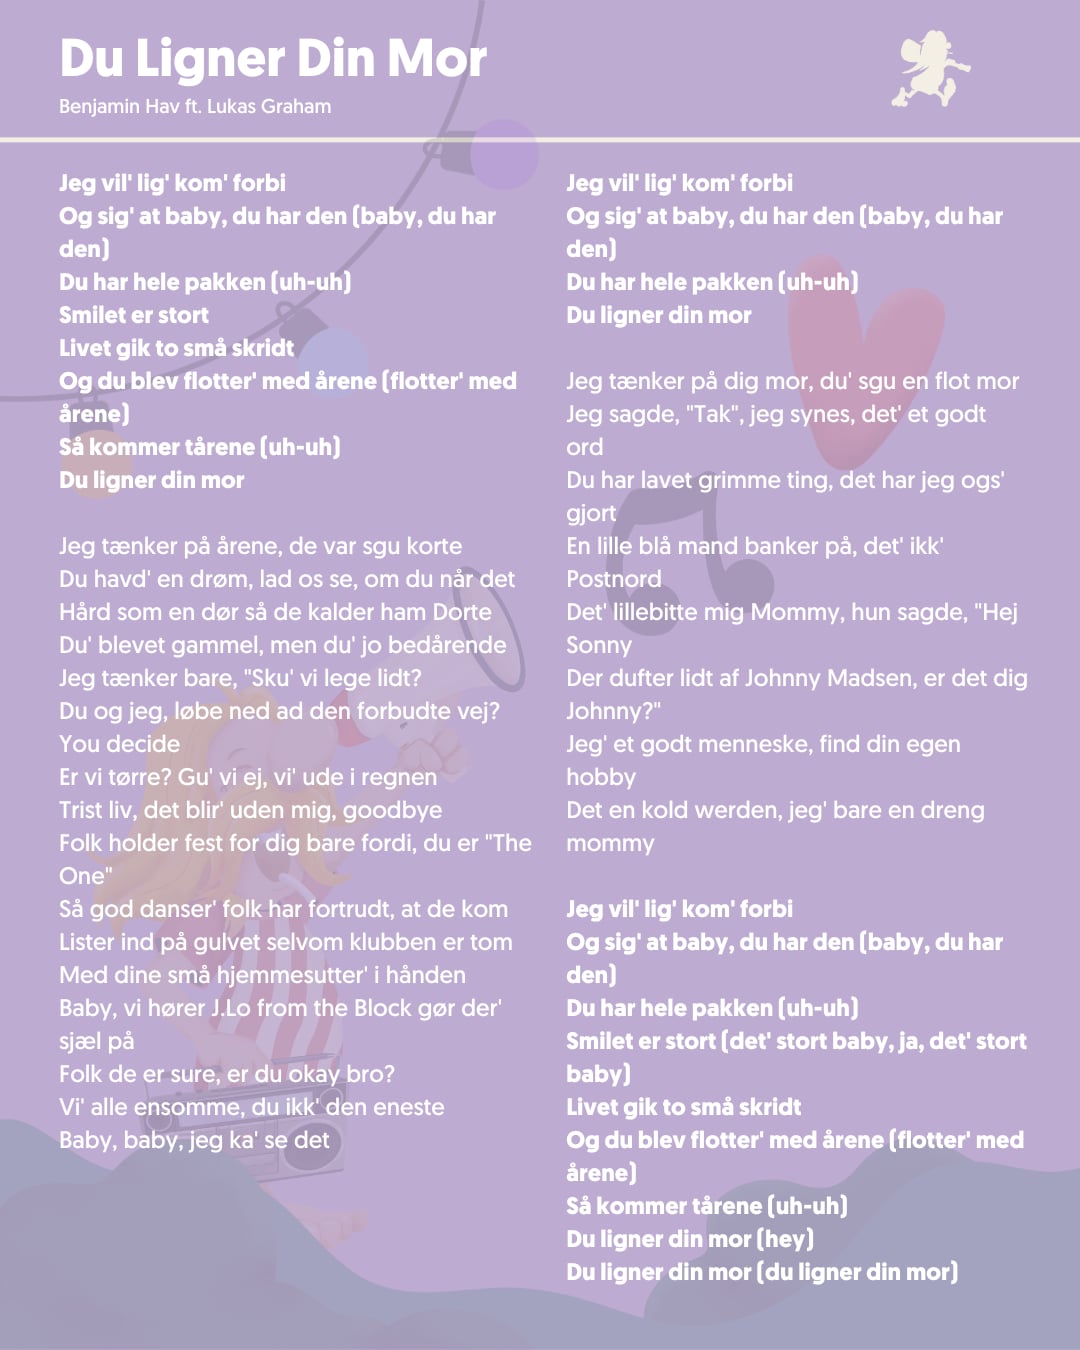 Du Ligner Din Mor
Benjamin Hav ft. Lukas Graham
Jeg vil' lig' kom' forbi
Og sig' at baby, du har den (baby, du har
den)
Du har hele pakken (uh-uh)
Smilet er stort
Livet gik to små skridt
Og du blev flotter' med årene (flotter' med
årene)
Så kommer tårene (uh-uh)
Du ligner din mor
Jeg tænker på årene, de var sgu korte
Du havd' en drøm, lad os se, om du når det
Hård som en dør så de kalder ham Dorte
Du' blevet gammel, men du' jo bedårende
Jeg tænker bare, "Sku' vi lege lidt?
Du og jeg, løbe ned ad den forbudte vej?
You decide
Er vi tørre? Gu' vi ej, vi' ude i regnen
Trist liv, det blir' uden mig, goodbye
Folk holder fest for dig bare fordi, du er "The
One"
Så god danser' folk har fortrudt, at de kom
Lister ind på gulvet selvom klubben er tom
Med dine små hjemmesutter' i hånden
Baby, vi hører J.Lo from the Block gør der'
sjæl på
Folk de er sure, er du okay bro?
Vi' alle ensomme, du ikk' den eneste
Baby, baby, jeg ka' se det
Jeg vil' lig' kom' forbi
Og sig' at baby, du har den (baby, du har
den)
Du har hele pakken (uh-uh)
Du ligner din mor
Jeg tænker på dig mor, du' sgu en flot mor
Jeg sagde, "Tak", jeg synes, det' et godt
ord
Du har lavet grimme ting, det har jeg ogs'
gjort
En lille blå mand banker på, det' ikk'
Postnord
Det' lillebitte mig Mommy, hun sagde, "Hej
Sonny
Der dufter lidt af Johnny Madsen, er det dig
Johnny?"
Jeg' et godt menneske, find din egen
hobby
Det en kold werden, jeg' bare en dreng
mommy
Jeg vil' lig' kom' forbi
Og sig' at baby, du har den (baby, du har
den)
Du har hele pakken (uh-uh)
Smilet er stort (det' stort baby, ja, det' stort
baby)
Livet gik to små skridt
Og du blev flotter' med årene (flotter' med
årene)
Så kommer tårene (uh-uh)
Du ligner din mor (hey)
Du ligner din mor (du ligner din mor)